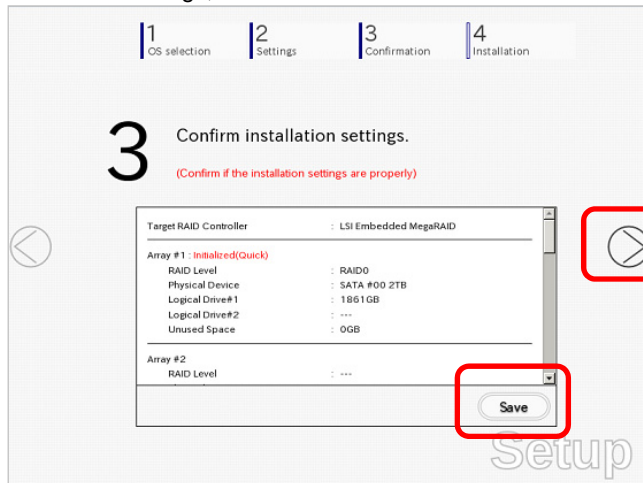 1
OS selection
2
Settings
3
Confirmation
4
Installation
3
Confirm installation settings.
(Confirm if the installation settings are properly)
Target RAID Controller : LSI Embedded MegaRAID
Array #1 : Initialized(Quick)
RAID Level : RAID0
Physical Device : SATA #00 2TB
Logical Drive#1 : 1861GB
Logical Drive#2 : ---
Unused Space : 0GB
Array #2
RAID Level : ---
Save
Setup